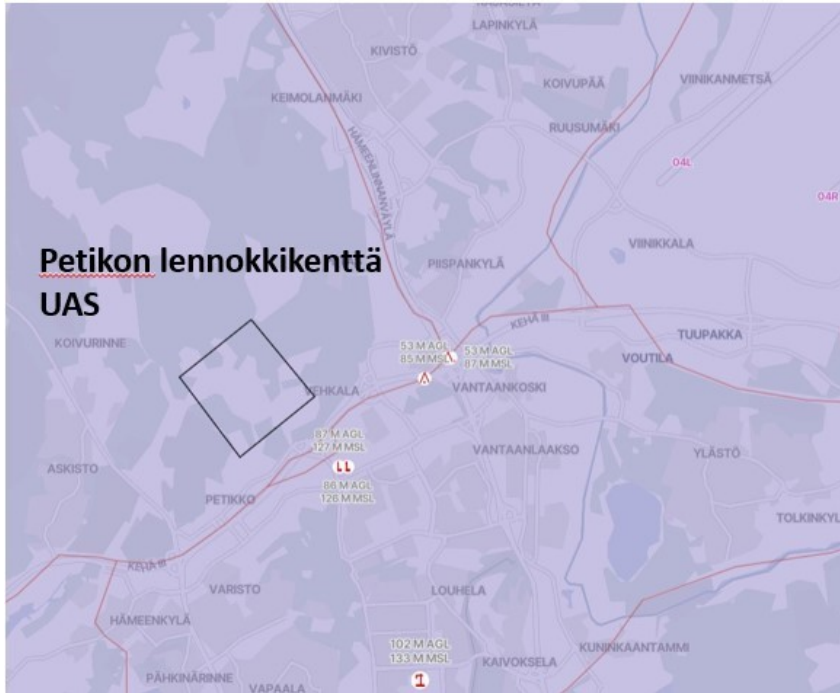 LAPINKYLÄ
KIVISTÖ
KOIVUPÄÄ
VIINIKANMETSÄ
KEIMOLANMÄKI
RUUSUMÄKI
HÄMEENLINNANVÄYLÄ
04L
04R
VIINIKKALA
Petikon lennokkikenttä
UAS
PIISPANKYLÄ
KEHÄ III
TUUPAKKA
KOIVURINNE
53 M AGL
85 M MSL
53 M AGL
87 M MSL
VOUTILA
VEHKALA
VANTAANKOSKI
87 M AGL
127 M MSL
VANTAANLAAKSO
YLÄSTÖ
ASKISTO
86 M AGL
126 M MSL
PETIKKO
TOLKINKYL
KEHÄ III
VARISTO
LOUHELA
HÄMEENKYLÄ
102 M AGL
133 M MSL
KUNINKAANTAMMI
KAIVOKSELA
PÄHKINÄRINNE
VAPAALA